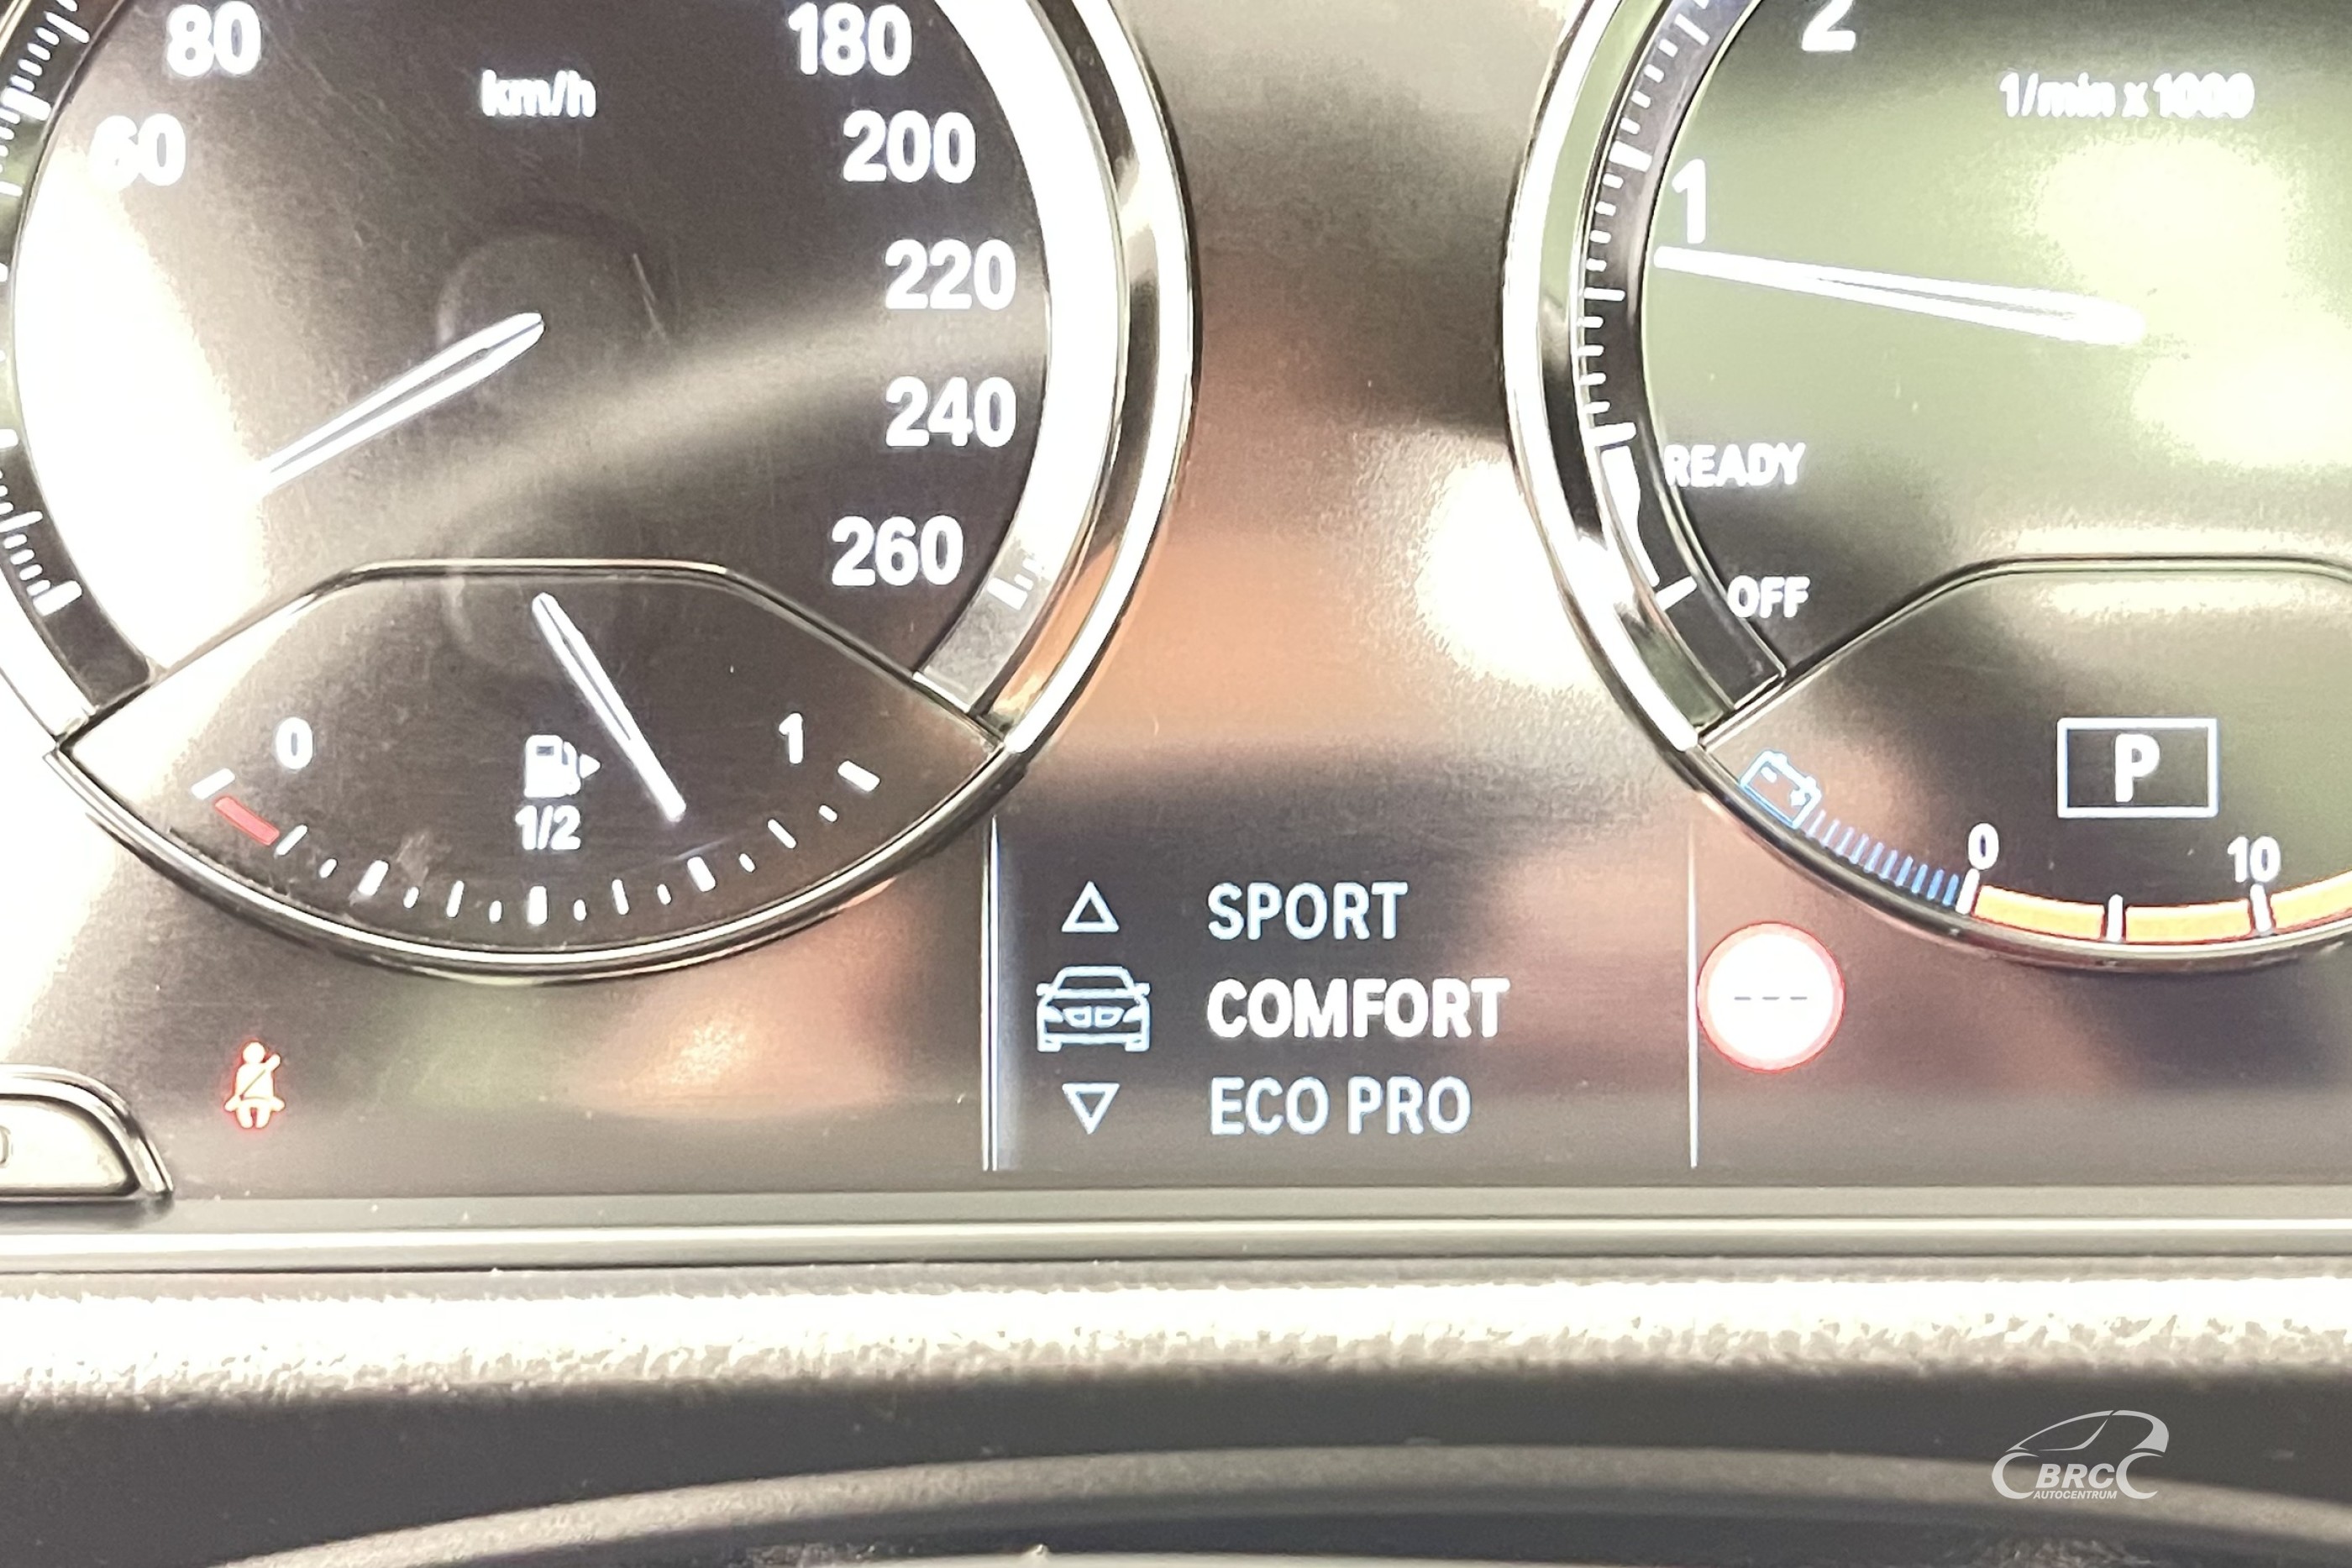 80
60
km/h
180
200
220
240
260
0
1/2
1
2
1/min x 1000
1
READY
OFF
P
0
10
SPORT
COMFORT
ECO PRO
---
BRC
AUTOCENTRUM